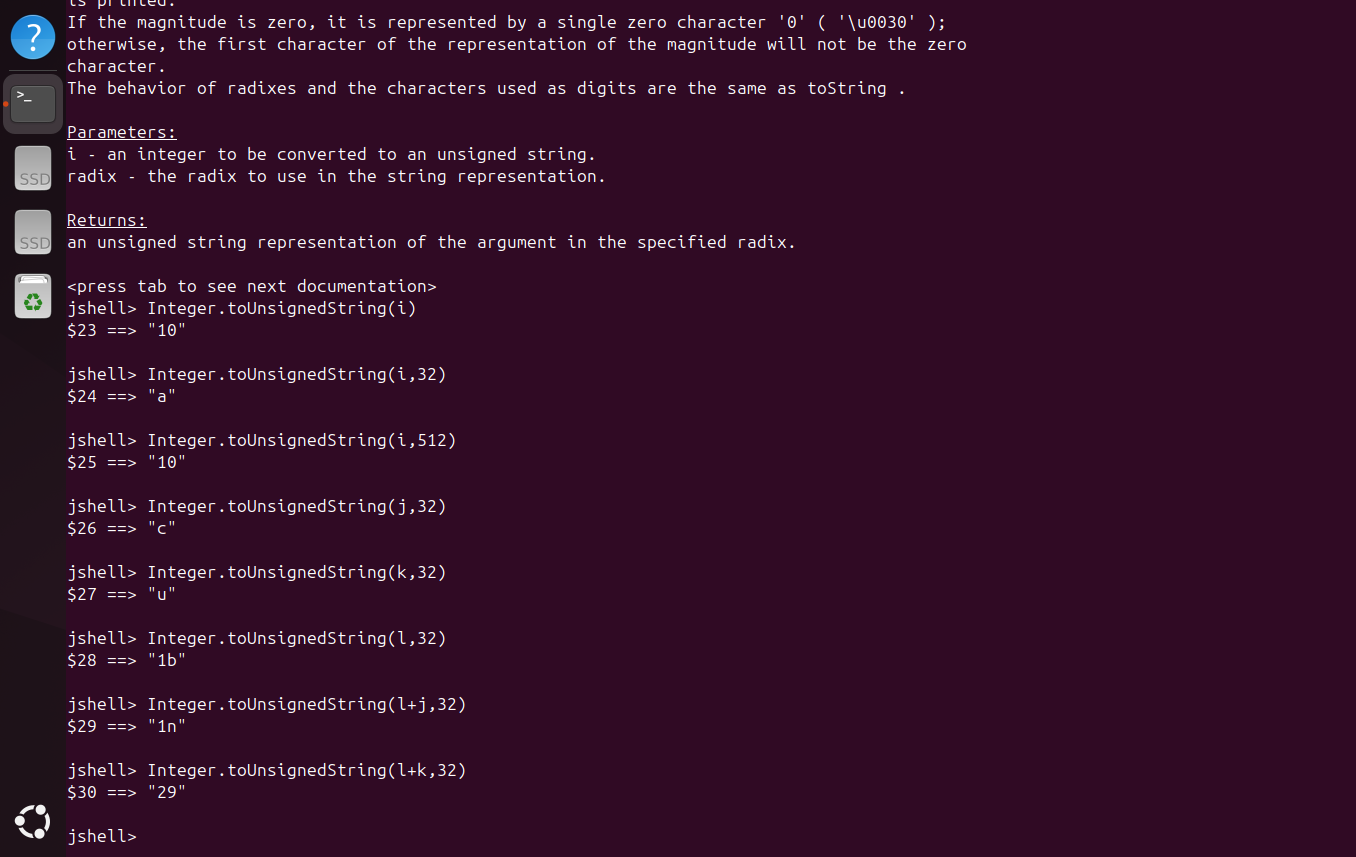 is printed.
If the magnitude is zero, it is represented by a single zero character '0' ( '\u0030' );
otherwise, the first character of the representation of the magnitude will not be the zero
character.
The behavior of radixes and the characters used as digits are the same as toString .
Parameters:
i - an integer to be converted to an unsigned string.
radix - the radix to use in the string representation.
Returns:
an unsigned string representation of the argument in the specified radix.
<press tab to see next documentation>
jshell> Integer.toUnsignedString(i)
$23 ==> "10"
jshell> Integer.toUnsignedString(i,32)
$24 ==> "a"
jshell> Integer.toUnsignedString(i,512)
$25 ==> "10"
jshell> Integer.toUnsignedString(j,32)
$26 ==> "c"
jshell> Integer.toUnsignedString(k,32)
$27 ==> "u"
jshell> Integer.toUnsignedString(l,32)
$28 ==> "1b"
jshell> Integer.toUnsignedString(l+j,32)
$29 ==> "1n"
jshell> Integer.toUnsignedString(l+k,32)
$30 ==> "29"
jshell>
?
>_
SSD
SSD